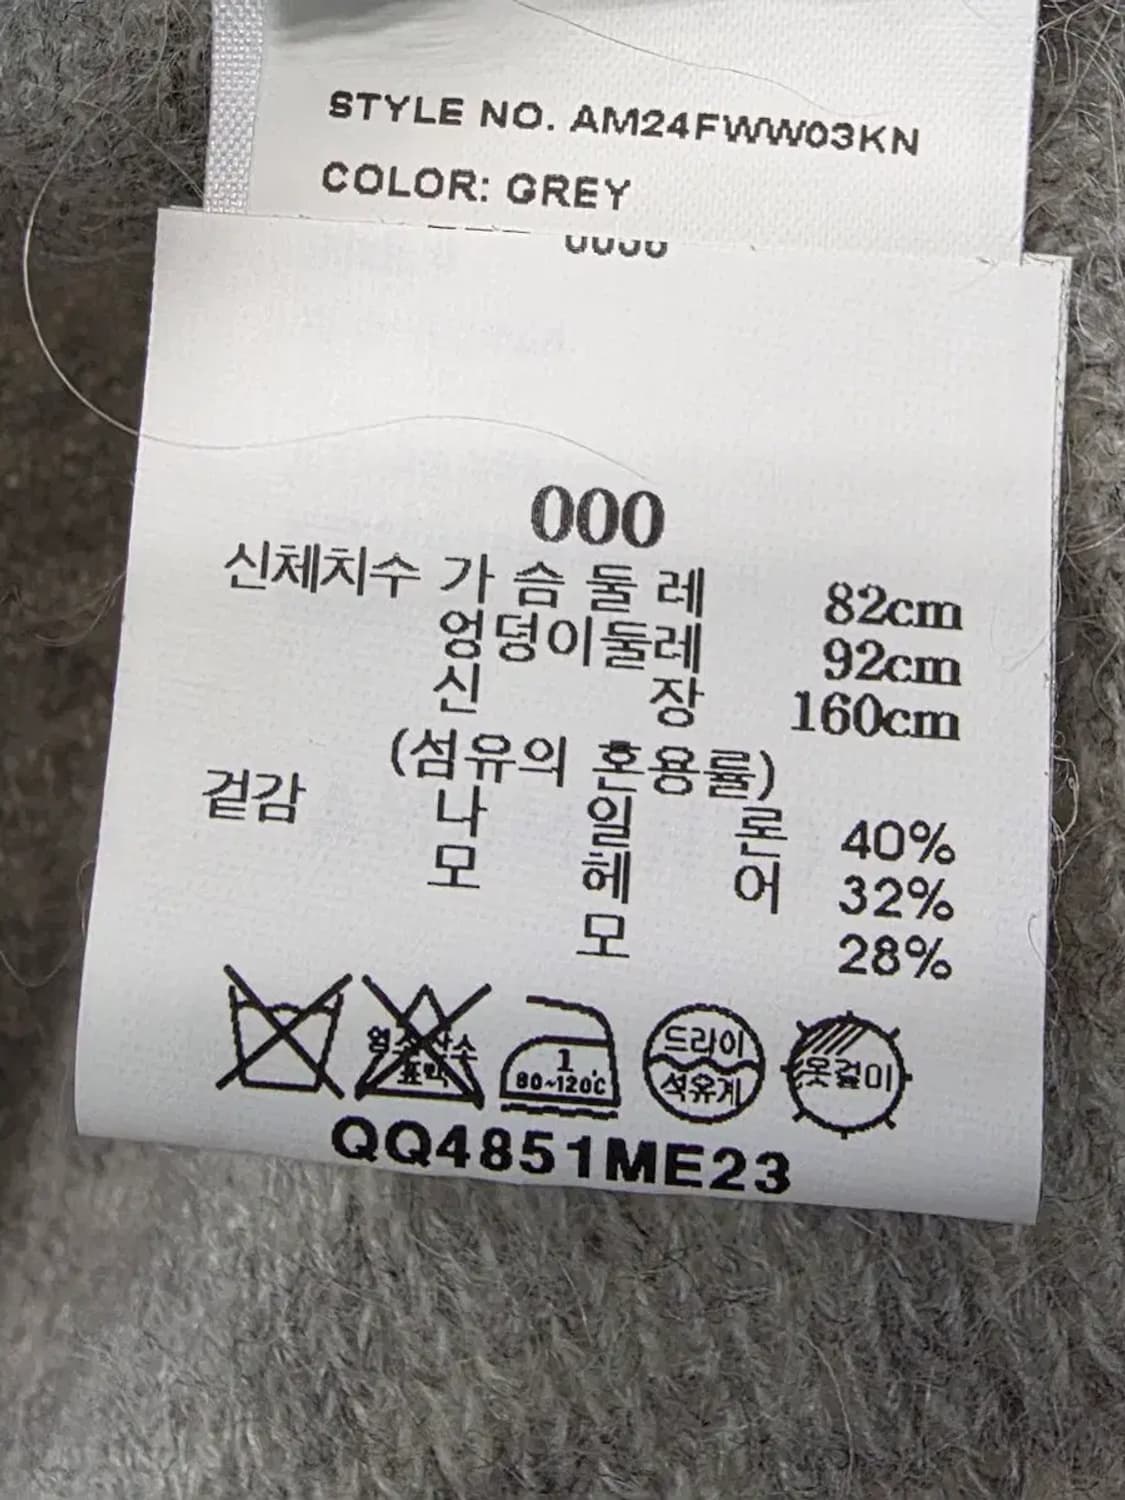 STYLE NO. AM24FWW03KN
COLOR: GREY
000
신체치수 가 슴 둘 레 82cm
엉덩이둘레 92cm
신 장 160cm
(섬유의 혼용률)
겉감 나 일 론 40%
모 헤 어 32%
모 28%
염소 산소 표백
1 80~120℃
드라이 석유계
옷걸이
QQ4851ME23